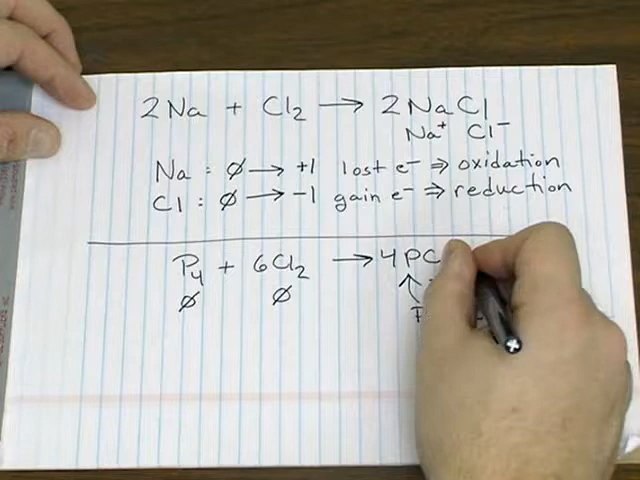 2Na + Cl₂ → 2NaCl
Na⁺ Cl⁻
Na : ∅ → +1 lost e⁻ ⇒ oxidation
Cl : ∅ → -1 gain e⁻ ⇒ reduction
P₄ + 6Cl₂ → 4PC
∅ ∅